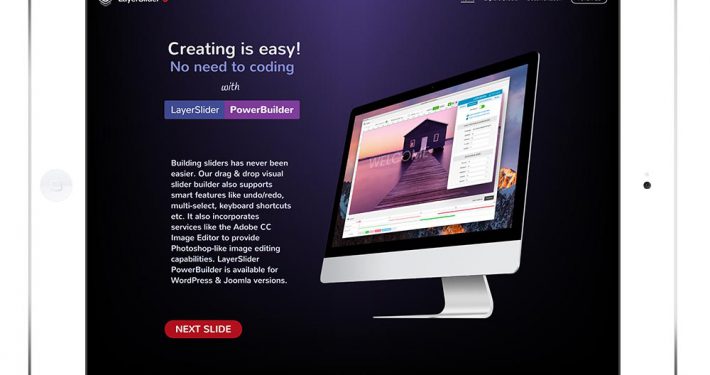 LayerSlider
Creating is easy!
No need to coding
with
LayerSlider PowerBuilder
Building sliders has never been
easier. Our drag & drop visual
slider builder also supports
smart features like undo/redo,
multi-select, keyboard shortcuts
etc. It also incorporates
services like the Adobe CC
Image Editor to provide
Photoshop-like image editing
capabilities. LayerSlider
PowerBuilder is available for
WordPress & Joomla versions.
NEXT SLIDE
WELCOME